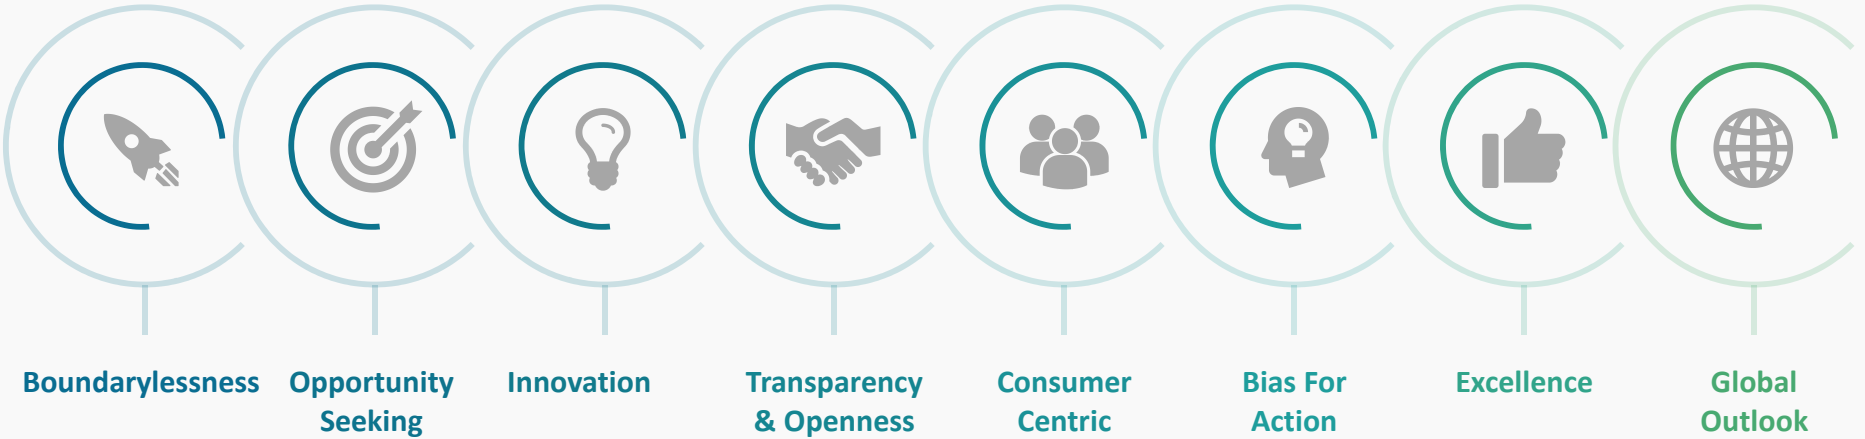 Boundarylessness
Opportunity
Seeking
Innovation
Transparency
& Openness
Consumer
Centric
Bias For
Action
Excellence
Global
Outlook